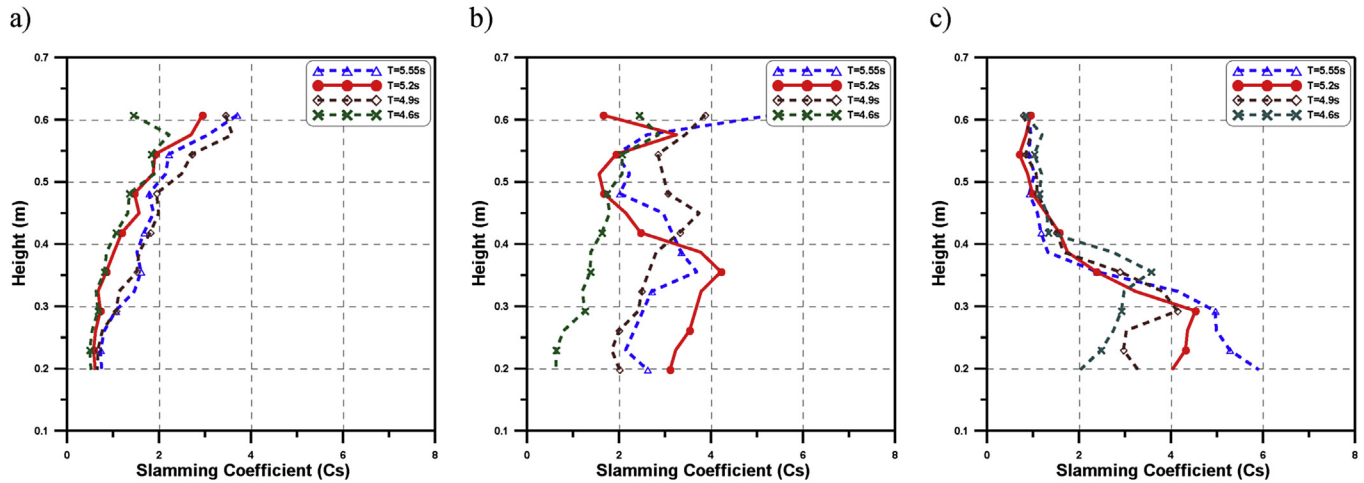 a)
0.7
0.6
0.5
0.4
0.3
0.2
0.1
Height (m)
T=5.55s
T=5.2s
T=4.9s
T=4.6s
0 2 4 6 8
Slamming Coefficient (Cs)
b)
0.7
0.6
0.5
0.4
0.3
0.2
0.1
Height (m)
T=5.55s
T=5.2s
T=4.9s
T=4.6s
0 2 4 6 8
Slamming Coefficient (Cs)
c)
0.7
0.6
0.5
0.4
0.3
0.2
0.1
Height (m)
T=5.55s
T=5.2s
T=4.9s
T=4.6s
0 2 4 6 8
Slamming Coefficient (Cs)